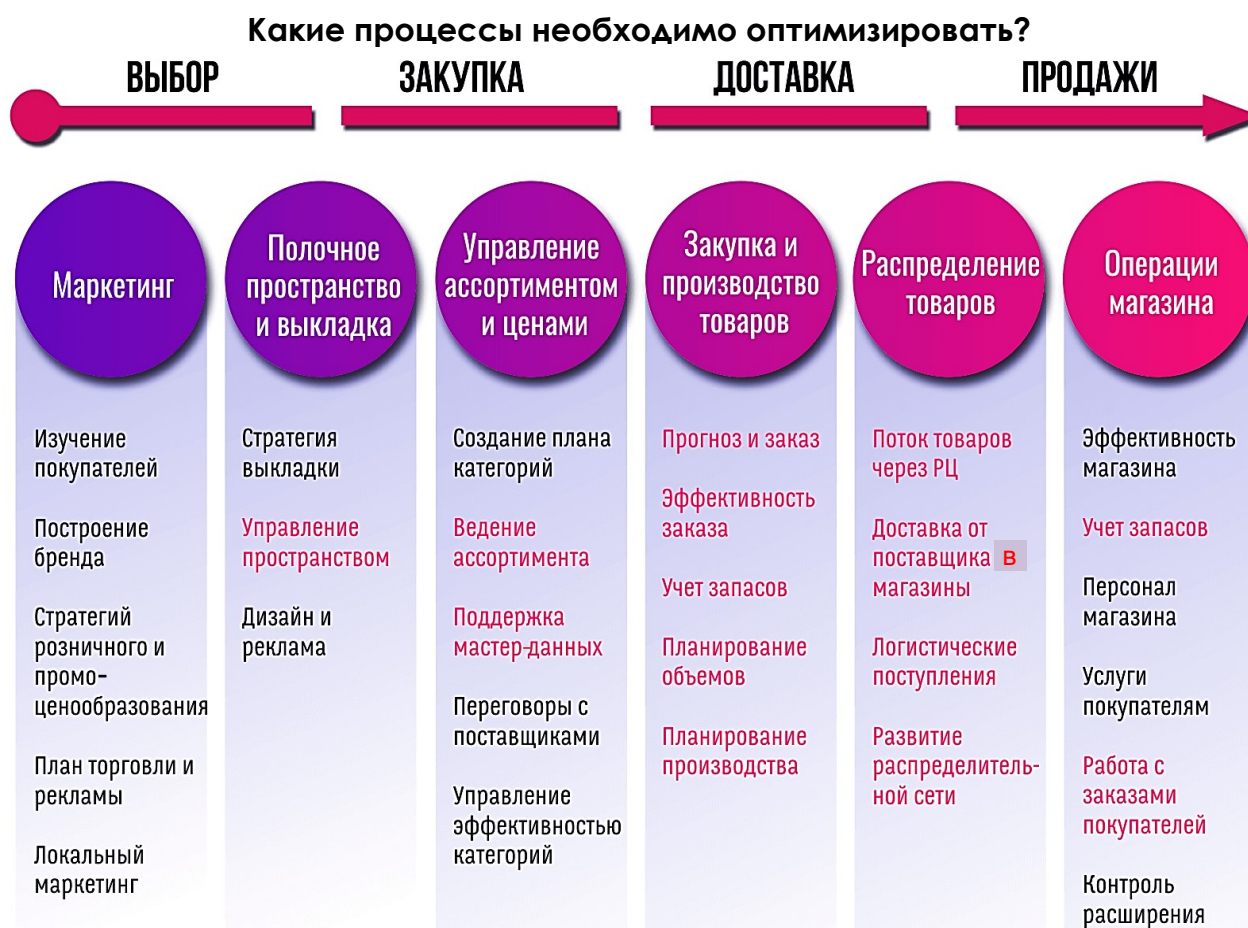 Какие процессы необходимо оптимизировать?
ВЫБОР
ЗАКУПКА
ДОСТАВКА
ПРОДАЖИ
Маркетинг
Изучение
покупателей
Построение
бренда
Стратегий
розничного и
промо-
ценообразования
План торговли и
рекламы
Локальный
маркетинг
Полочное
пространство
и выкладка
Стратегия
выкладки
Управление
пространством
Дизайн и
реклама
Управление
ассортиментом
и ценами
Создание плана
категорий
Ведение
ассортимента
Поддержка
мастер-данных
Переговоры с
поставщиками
Управление
эффективностью
категорий
Закупка и
производство
товаров
Прогноз и заказ
Эффективность
заказа
Учет запасов
Планирование
объемов
Планирование
производства
Распределение
товаров
Поток товаров
через РЦ
Доставка от
поставщика в
магазины
Логистические
поступления
Развитие
распределитель-
ной сети
Операции
магазина
Эффективность
магазина
Учет запасов
Персонал
магазина
Услуги
покупателям
Работа с
заказами
покупателей
Контроль
расширения